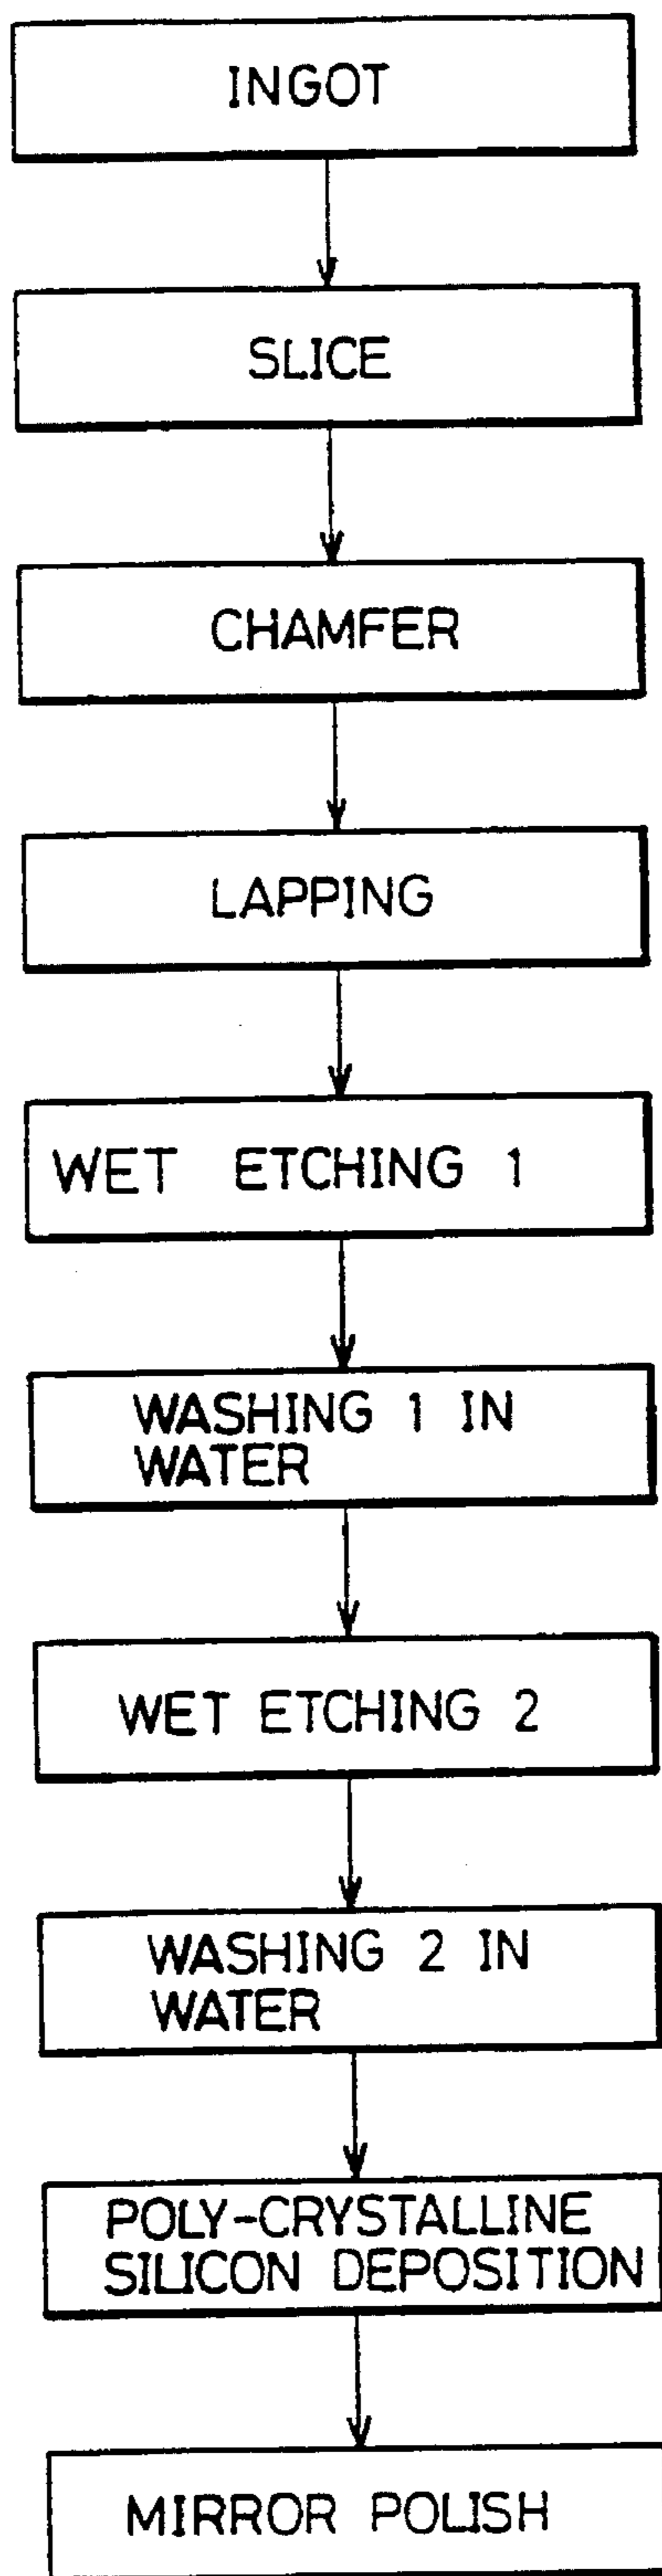 INGOT
SLICE
CHAMFER
LAPPING
WET ETCHING 1
WASHING 1 IN
WATER
WET ETCHING 2
WASHING 2 IN
WATER
POLY-CRYSTALLINE
SILICON DEPOSITION
MIRROR POLISH